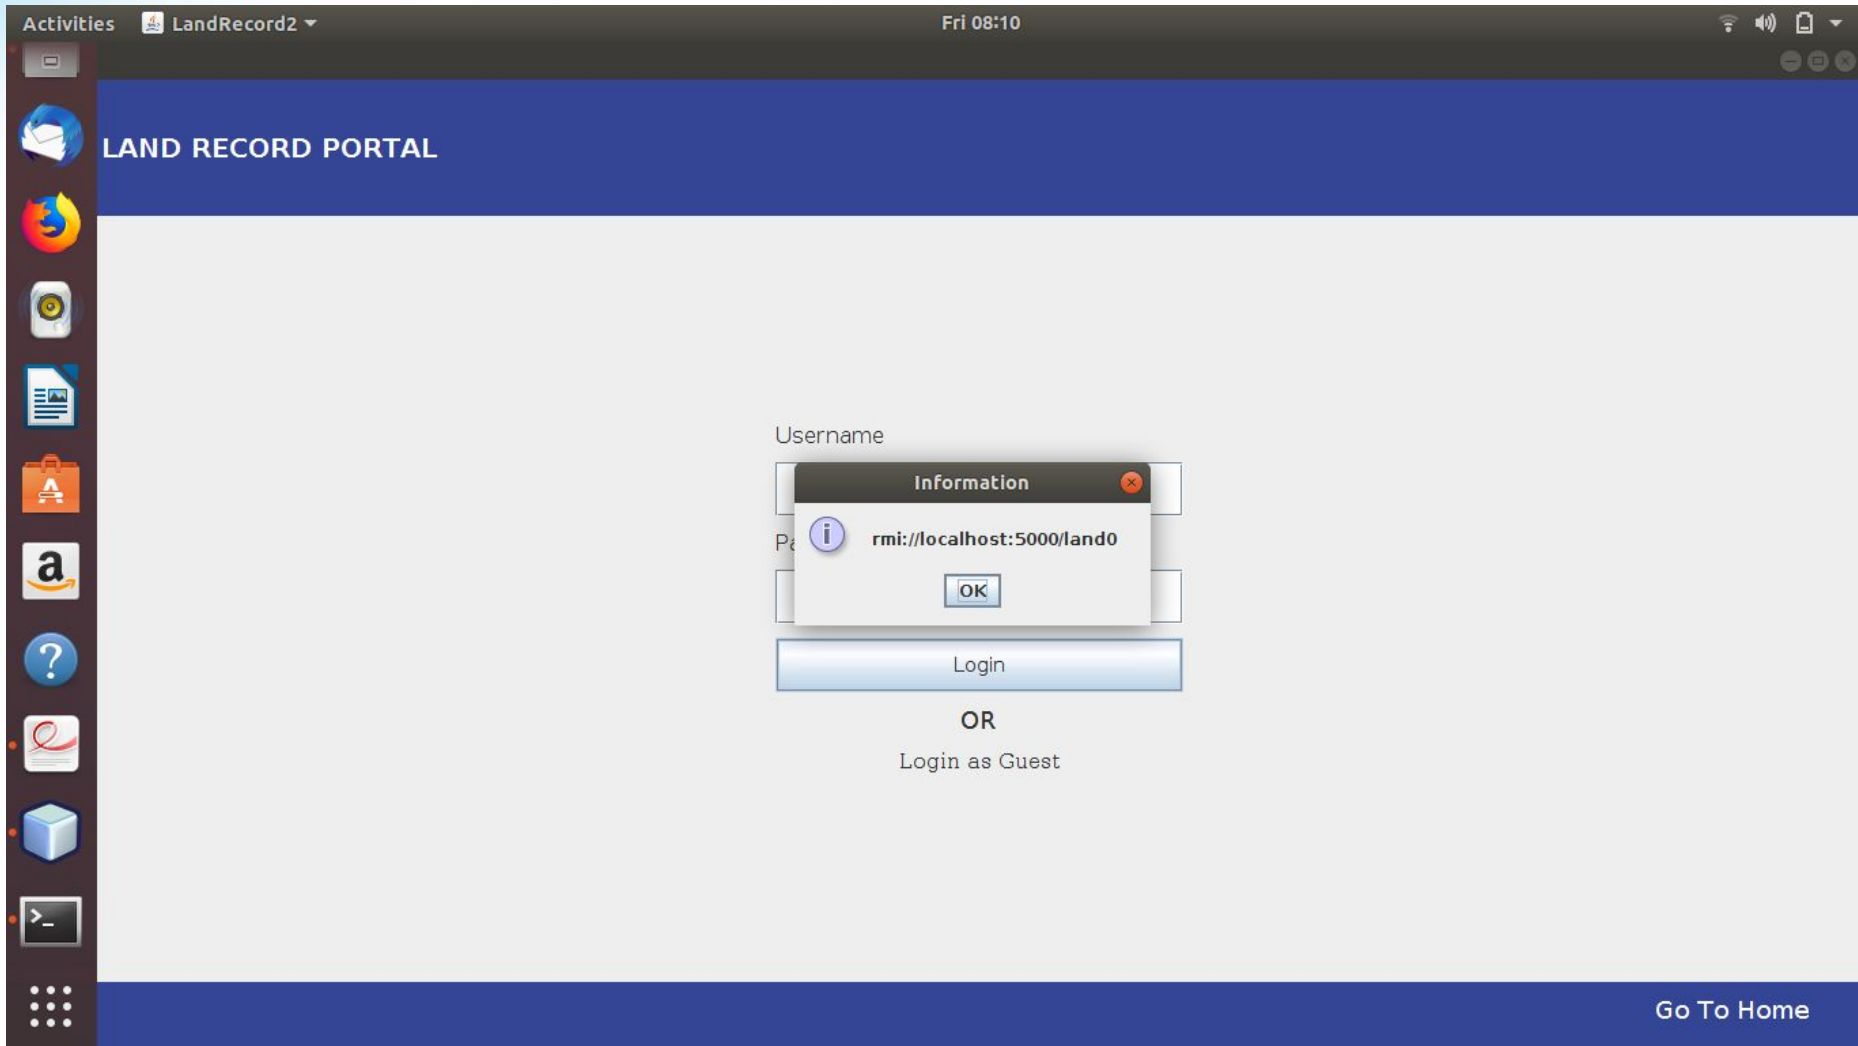 Activities LandRecord2 Fri 08:10
LAND RECORD PORTAL
Username
Information
rmi://localhost:5000/land0
OK
Login
OR
Login as Guest
Go To Home